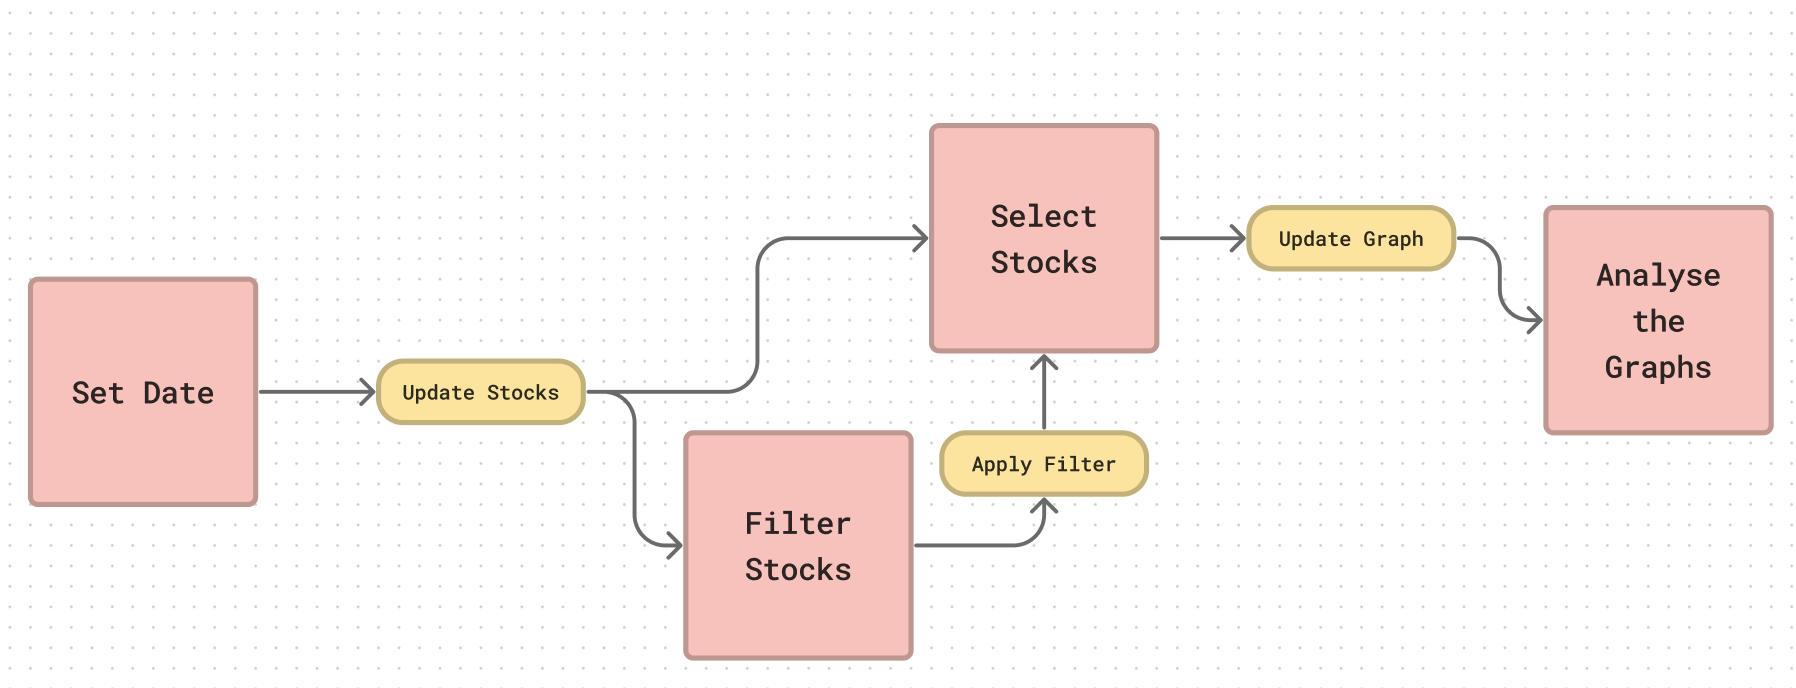 Set Date
Update Stocks
Filter
Stocks
Apply Filter
Select
Stocks
Update Graph
Analyse
the
Graphs